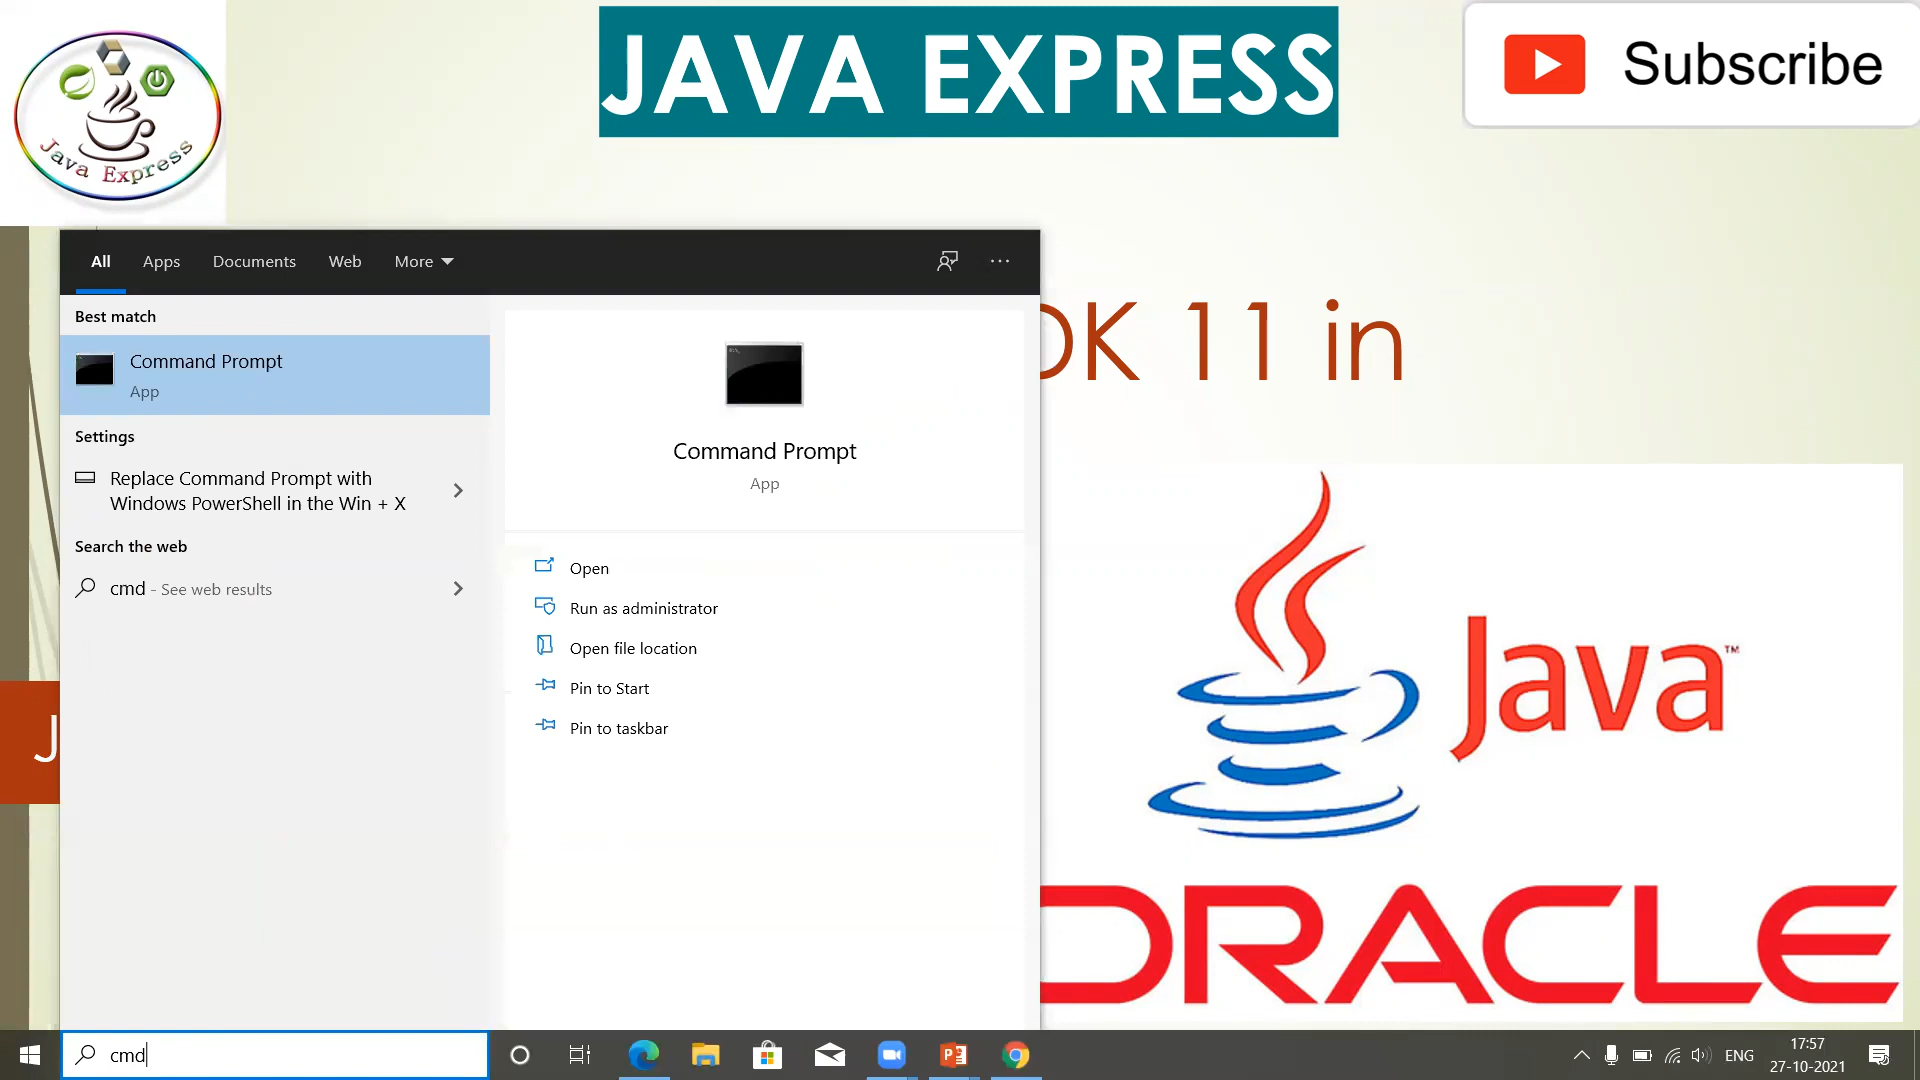 JAVA EXPRESS
Subscribe
Java Express
All Apps Documents Web More
Best match
Command Prompt
App
Settings
Replace Command Prompt with
Windows PowerShell in the Win + X
Search the web
cmd - See web results
Command Prompt
App
Open
Run as administrator
Open file location
Pin to Start
Pin to taskbar
DK 11 in
J
Java™
ORACLE
cmd
ENG
17:57
27-10-2021